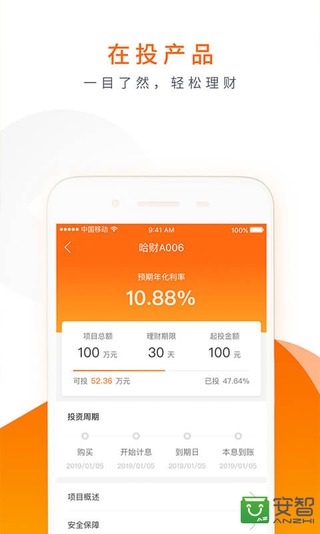 在投产品
一目了然，轻松理财
中国移动 9:41 AM 100%
哈财A006
预期年化利率
10.88%
项目总额 理财期限 起投金额
100 万元 30 天 100 元
可投 52.36 万元 已投 47.64%
投资周期
购买 开始计息 到期日 本息到账
2019/01/05 2019/01/05 2019/01/05 2019/01/05
项目概述
安全保障
AZ 安智
ANZHI